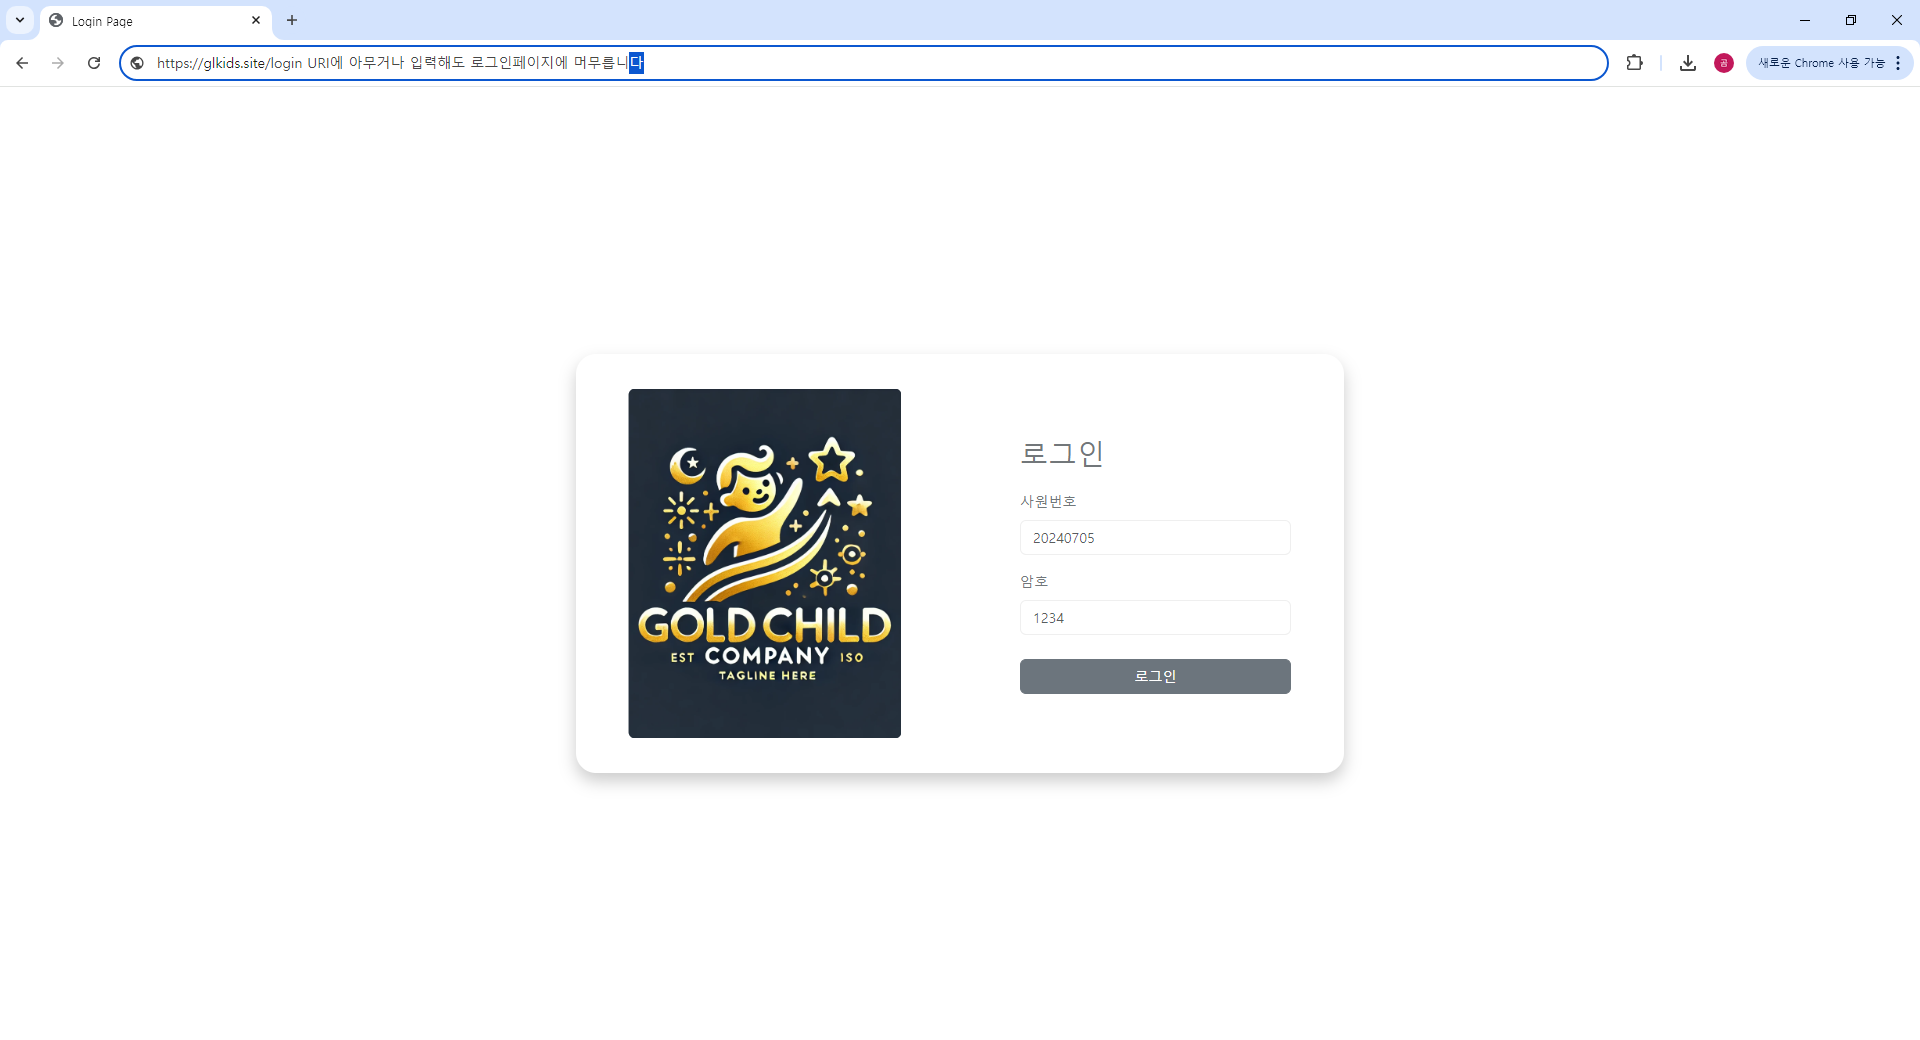 Login Page
https://glkids.site/login URI에 아무거나 입력해도 로그인페이지에 머무릅니다
곰
새로운 Chrome 사용 가능
GOLD CHILD
EST COMPANY ISO
TAGLINE HERE
로그인
사원번호
20240705
암호
1234
로그인